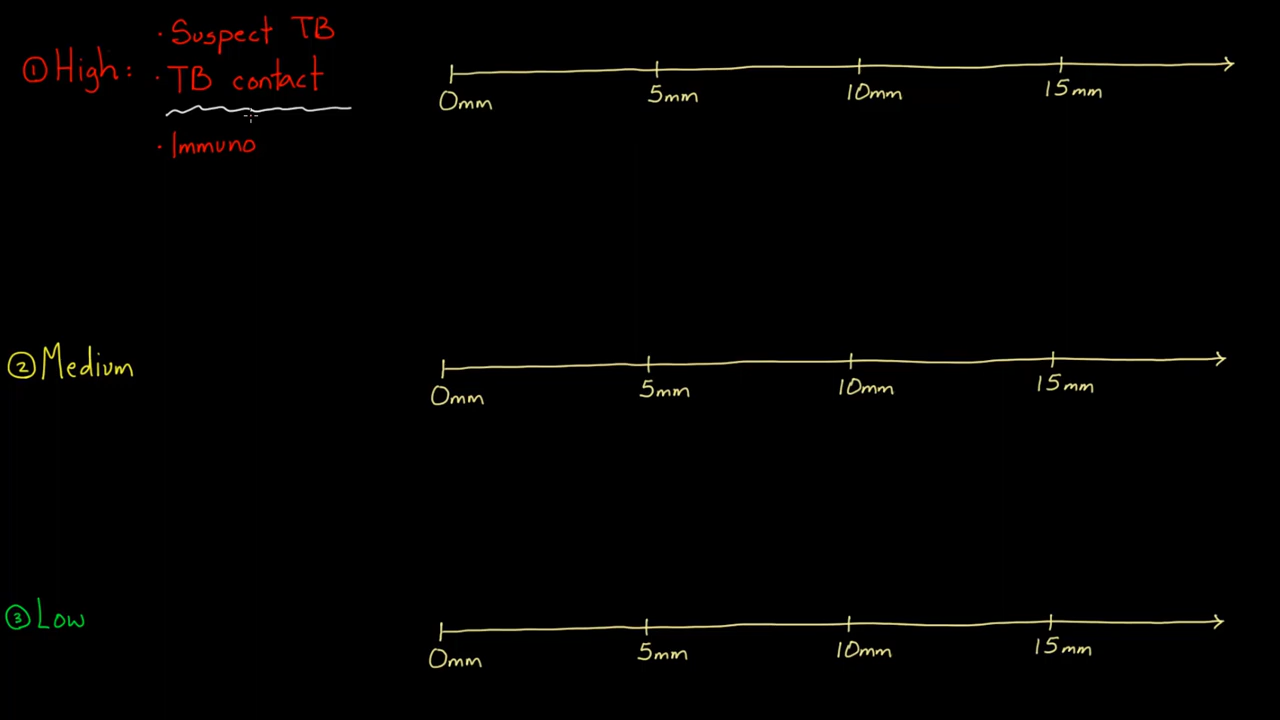 · Suspect TB
① High:
· TB contact
0mm 5mm 10mm 15mm
· Immuno
② Medium
0mm 5mm 10mm 15mm
③ Low
0mm 5mm 10mm 15mm